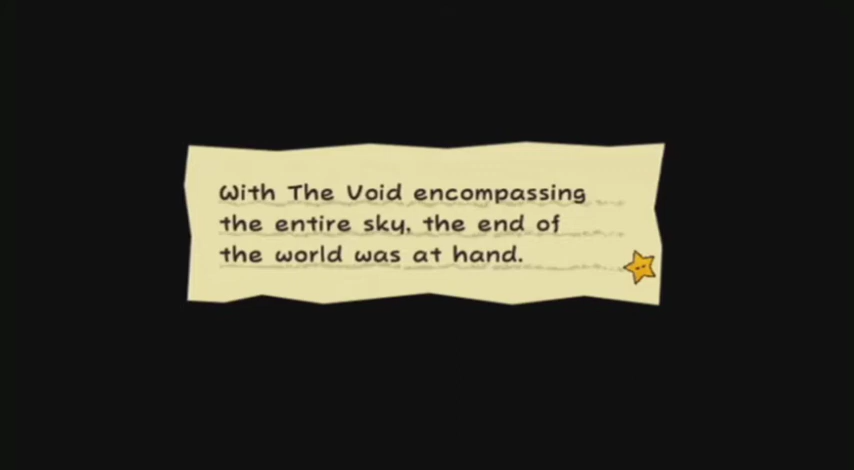 With The Void encompassing
the entire sky, the end of
the world was at hand.